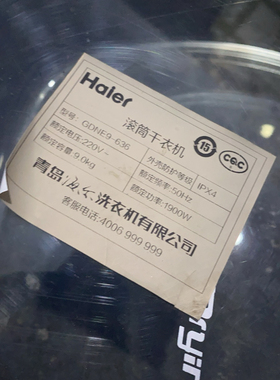 Haier
滚筒干衣机
15
CQC
型号: GDNE9-636
外壳防护等级 IPX4
额定电压:220V~
额定频率:50Hz
额定容量:9.0kg
额定功率:1900W
青岛海尔洗衣机有限公司
客服电话:4006 999 999